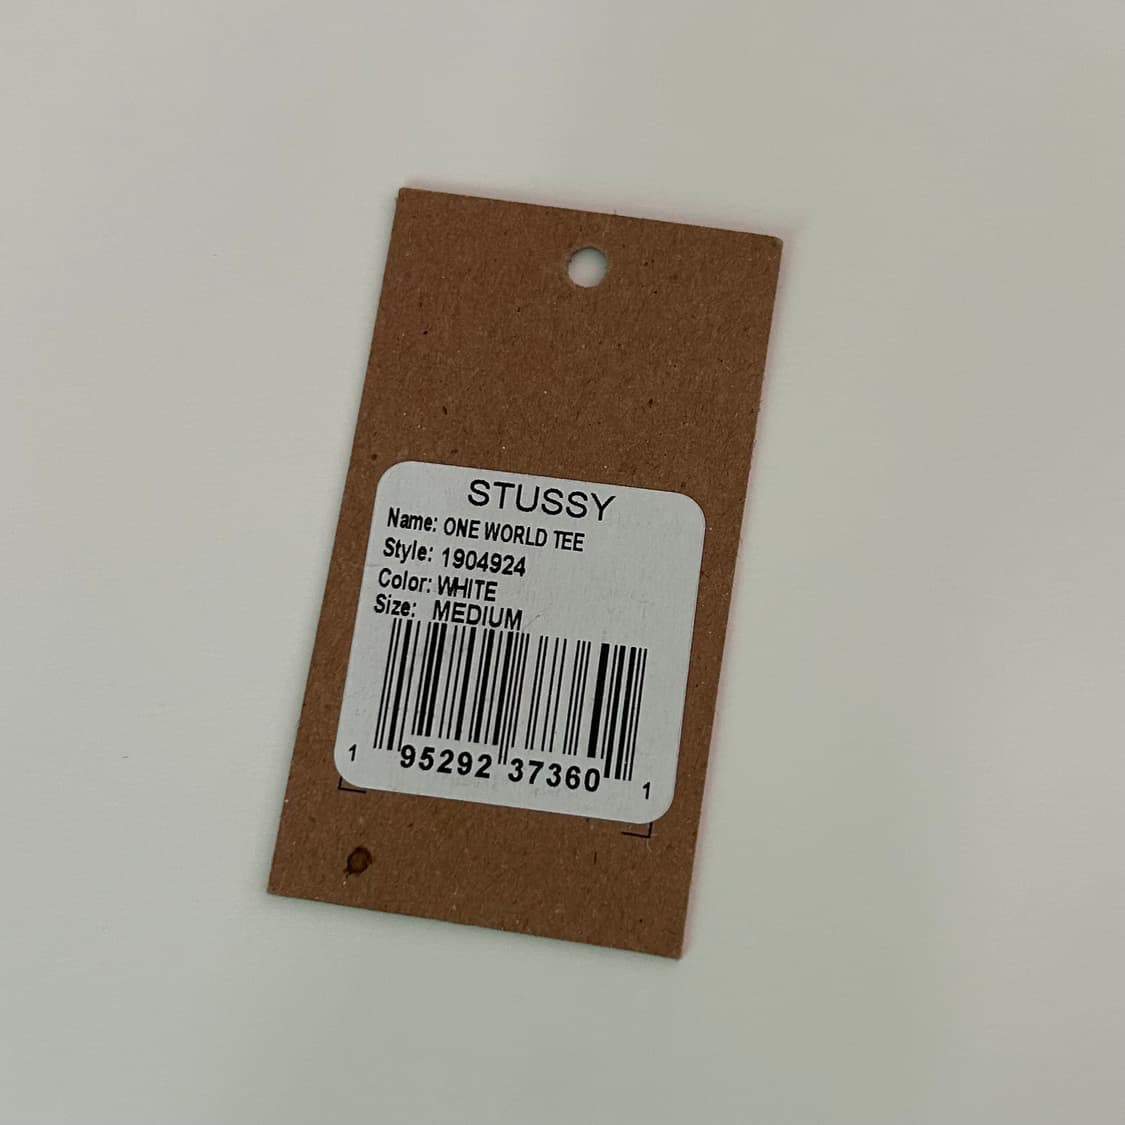 STUSSY
Name: ONE WORLD TEE
Style: 1904924
Color: WHITE
Size: MEDIUM
1 95292 37360 1